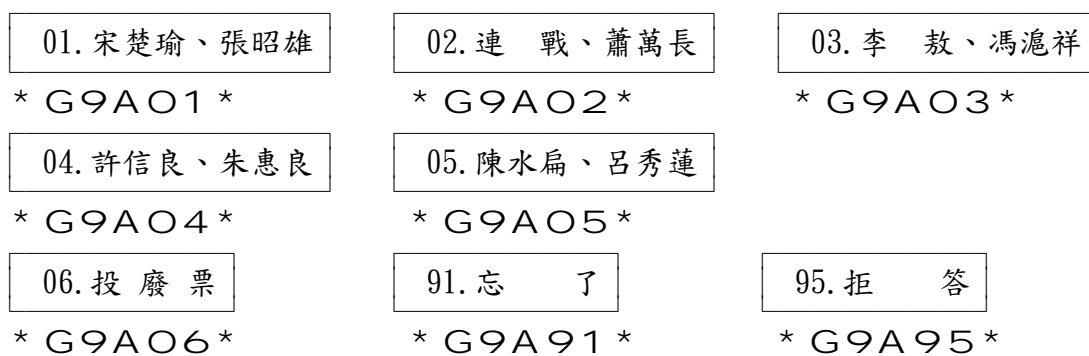 01.宋楚瑜、張昭雄 02.連 戰、蕭萬長 03.李 敖、馮滬祥
*G9A01* *G9A02* *G9A03*
04.許信良、朱惠良 05.陳水扁、呂秀蓮
*G9A04* *G9A05*
06.投 廢 票 91.忘 了 95.拒 答
*G9A06* *G9A91* *G9A95*